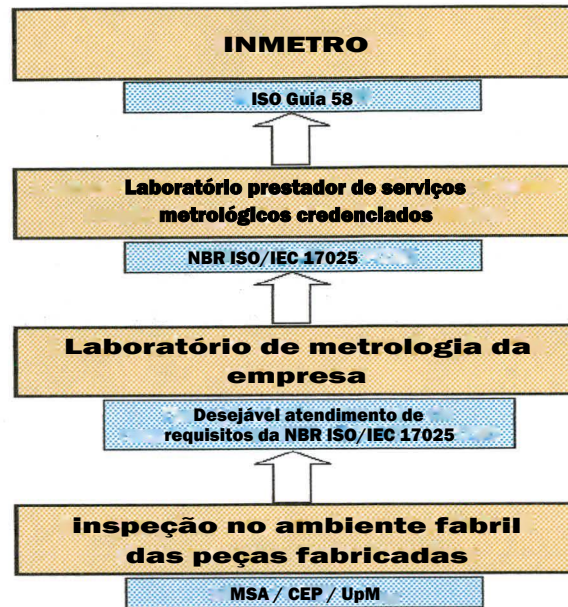 INMETRO
ISO Guia 58
Laboratório prestador de serviços
metrológicos credenciados
NBR ISO/IEC 17025
Laboratório de metrologia da
empresa
Desejável atendimento de
requisitos da NBR ISO/IEC 17025
inspeção no ambiente fabril
das peças fabricadas
MSA / CEP / UpM